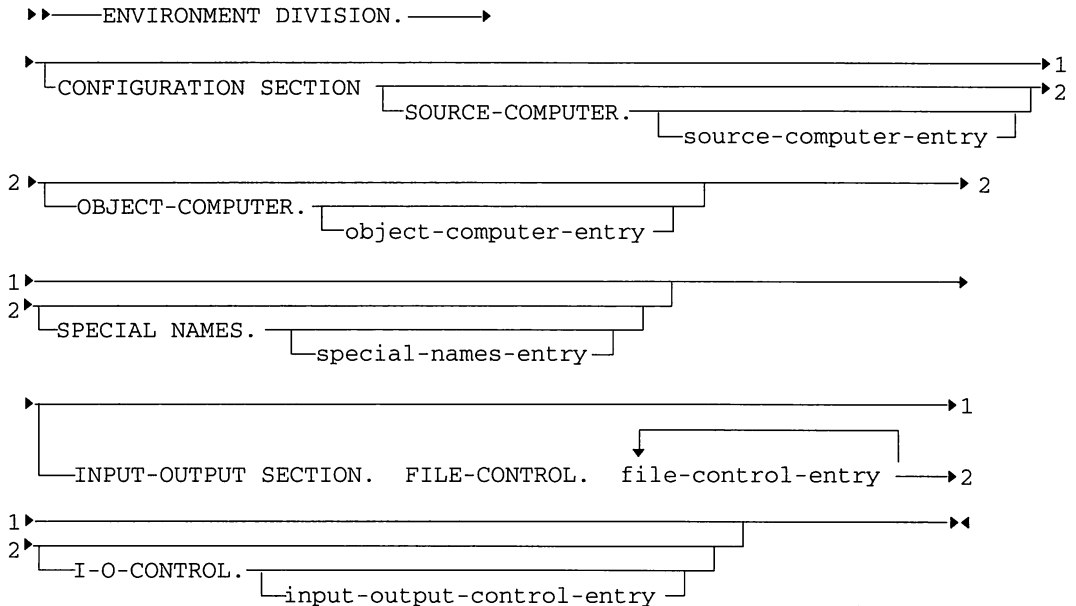 ENVIRONMENT DIVISION.
1
CONFIGURATION SECTION
2
SOURCE-COMPUTER.
source-computer-entry
2
2
OBJECT-COMPUTER.
object-computer-entry
1
2
SPECIAL NAMES.
special-names-entry
1
INPUT-OUTPUT SECTION. FILE-CONTROL. file-control-entry 2
1
2
I-O-CONTROL.
input-output-control-entry